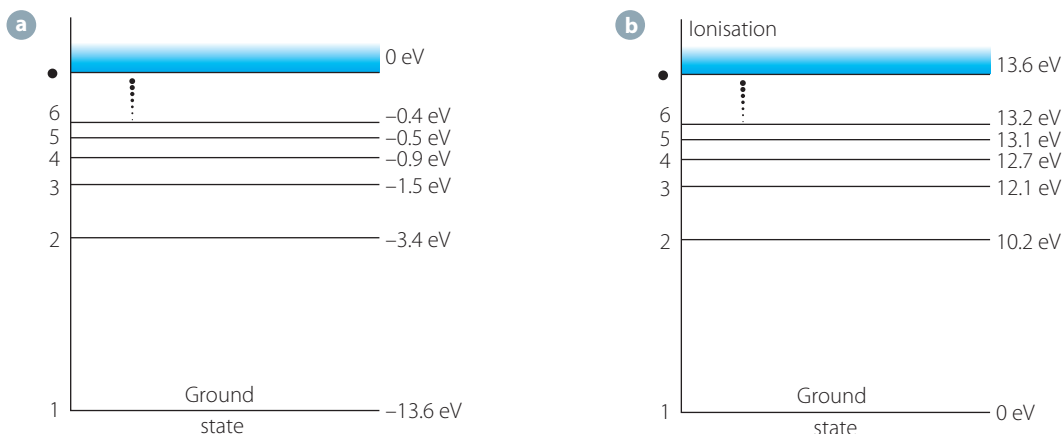 a
0 eV
6
–0.4 eV
5
–0.5 eV
4
–0.9 eV
3
–1.5 eV
2
–3.4 eV
Ground
state
1
–13.6 eV
b
Ionisation
13.6 eV
6
13.2 eV
5
13.1 eV
4
12.7 eV
3
12.1 eV
2
10.2 eV
Ground
state
1
0 eV